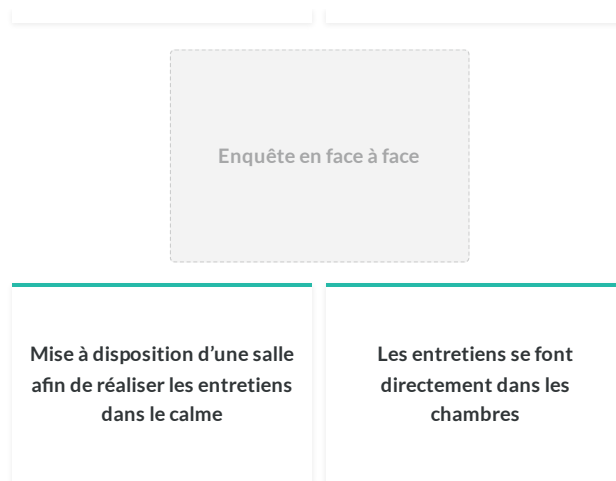 Enquête en face à face
Mise à disposition d’une salle
afin de réaliser les entretiens
dans le calme
Les entretiens se font
directement dans les
chambres